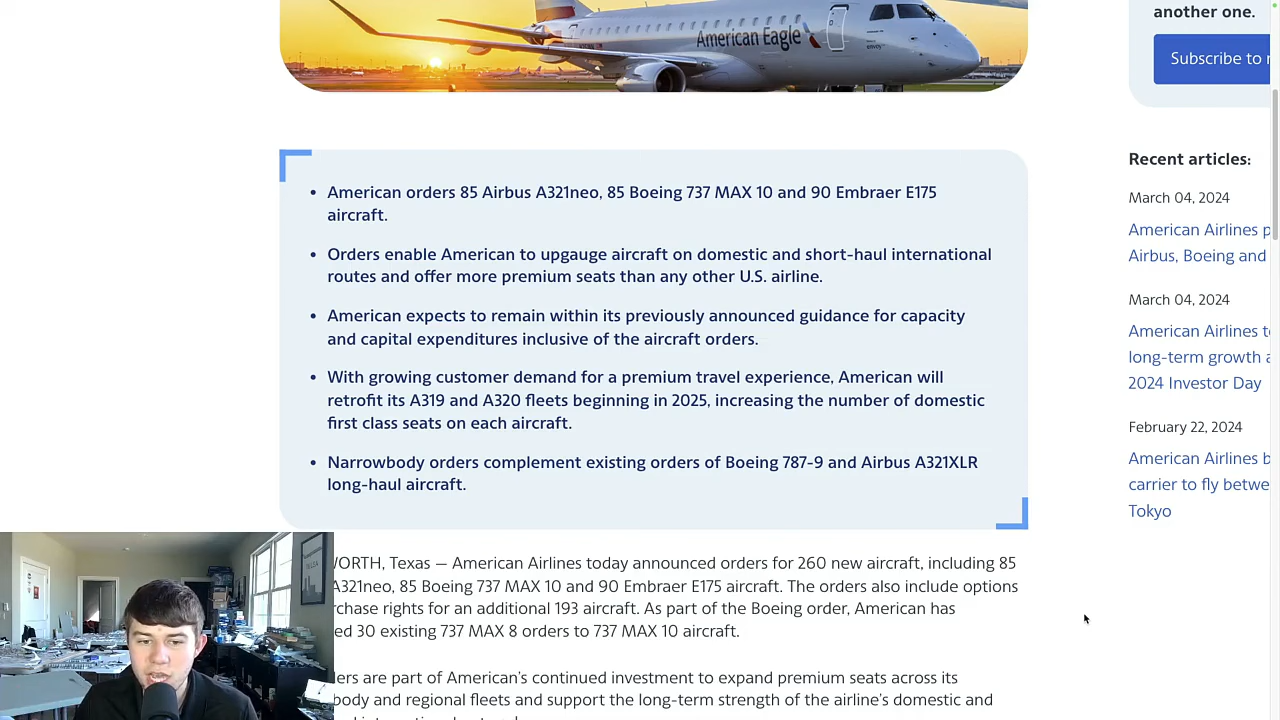 another one.
Subscribe to
American Eagle
envoy
• American orders 85 Airbus A321neo, 85 Boeing 737 MAX 10 and 90 Embraer E175
aircraft.
• Orders enable American to upgauge aircraft on domestic and short-haul international
routes and offer more premium seats than any other U.S. airline.
• American expects to remain within its previously announced guidance for capacity
and capital expenditures inclusive of the aircraft orders.
• With growing customer demand for a premium travel experience, American will
retrofit its A319 and A320 fleets beginning in 2025, increasing the number of domestic
first class seats on each aircraft.
• Narrowbody orders complement existing orders of Boeing 787-9 and Airbus A321XLR
long-haul aircraft.
Recent articles:
March 04, 2024
American Airlines p
Airbus, Boeing and
March 04, 2024
American Airlines t
long-term growth a
2024 Investor Day
February 22, 2024
American Airlines b
carrier to fly betwe
Tokyo
WORTH, Texas — American Airlines today announced orders for 260 new aircraft, including 85
A321neo, 85 Boeing 737 MAX 10 and 90 Embraer E175 aircraft. The orders also include options
rchase rights for an additional 193 aircraft. As part of the Boeing order, American has
ed 30 existing 737 MAX 8 orders to 737 MAX 10 aircraft.
ers are part of American's continued investment to expand premium seats across its
body and regional fleets and support the long-term strength of the airline's domestic and